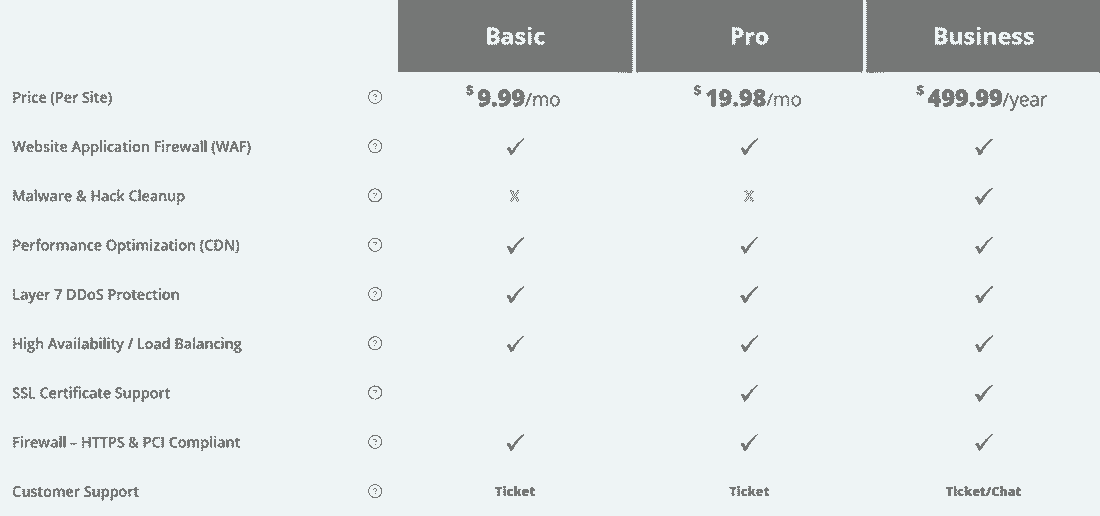 Basic Pro Business
Price (Per Site) ? $ 9.99/mo $ 19.98/mo $ 499.99/year
Website Application Firewall (WAF) ? ✓ ✓ ✓
Malware & Hack Cleanup ? X X ✓
Performance Optimization (CDN) ? ✓ ✓ ✓
Layer 7 DDoS Protection ? ✓ ✓ ✓
High Availability / Load Balancing ? ✓ ✓ ✓
SSL Certificate Support ? ✓ ✓
Firewall – HTTPS & PCI Compliant ? ✓ ✓ ✓
Customer Support ? Ticket Ticket Ticket/Chat